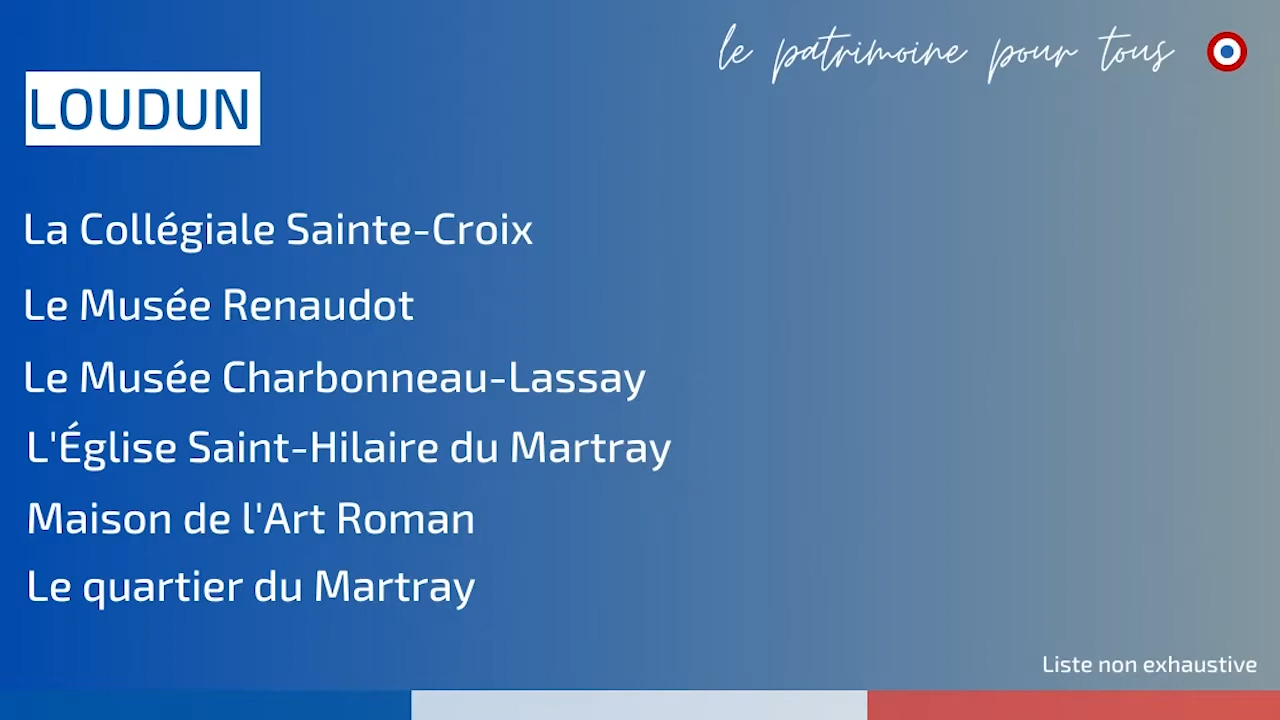 le patrimoine pour tous
LOUDUN
La Collégiale Sainte-Croix
Le Musée Renaudot
Le Musée Charbonneau-Lassay
L'Église Saint-Hilaire du Martray
Maison de l'Art Roman
Le quartier du Martray
Liste non exhaustive